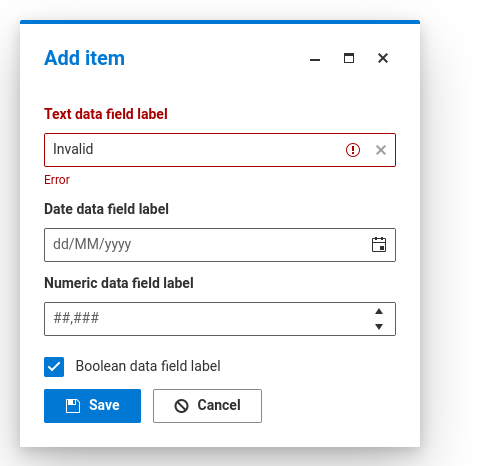 Add item
Text data field label
Invalid
Error
Date data field label
dd/MM/yyyy
Numeric data field label
##,###
Boolean data field label
Save Cancel